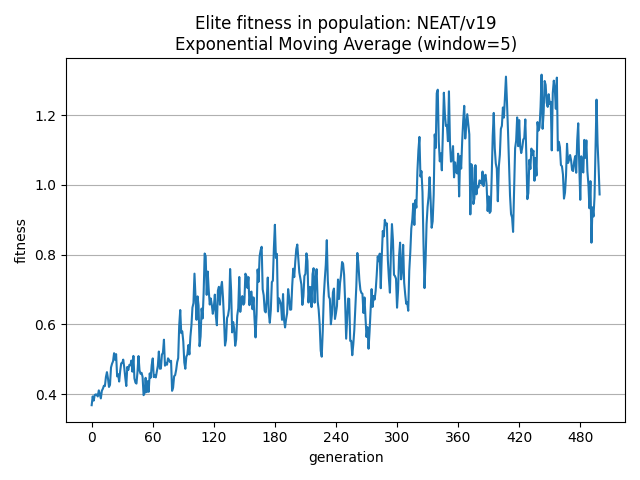 Elite fitness in population: NEAT/v19
Exponential Moving Average (window=5)
fitness
1.2
1.0
0.8
0.6
0.4
0 60 120 180 240 300 360 420 480
generation